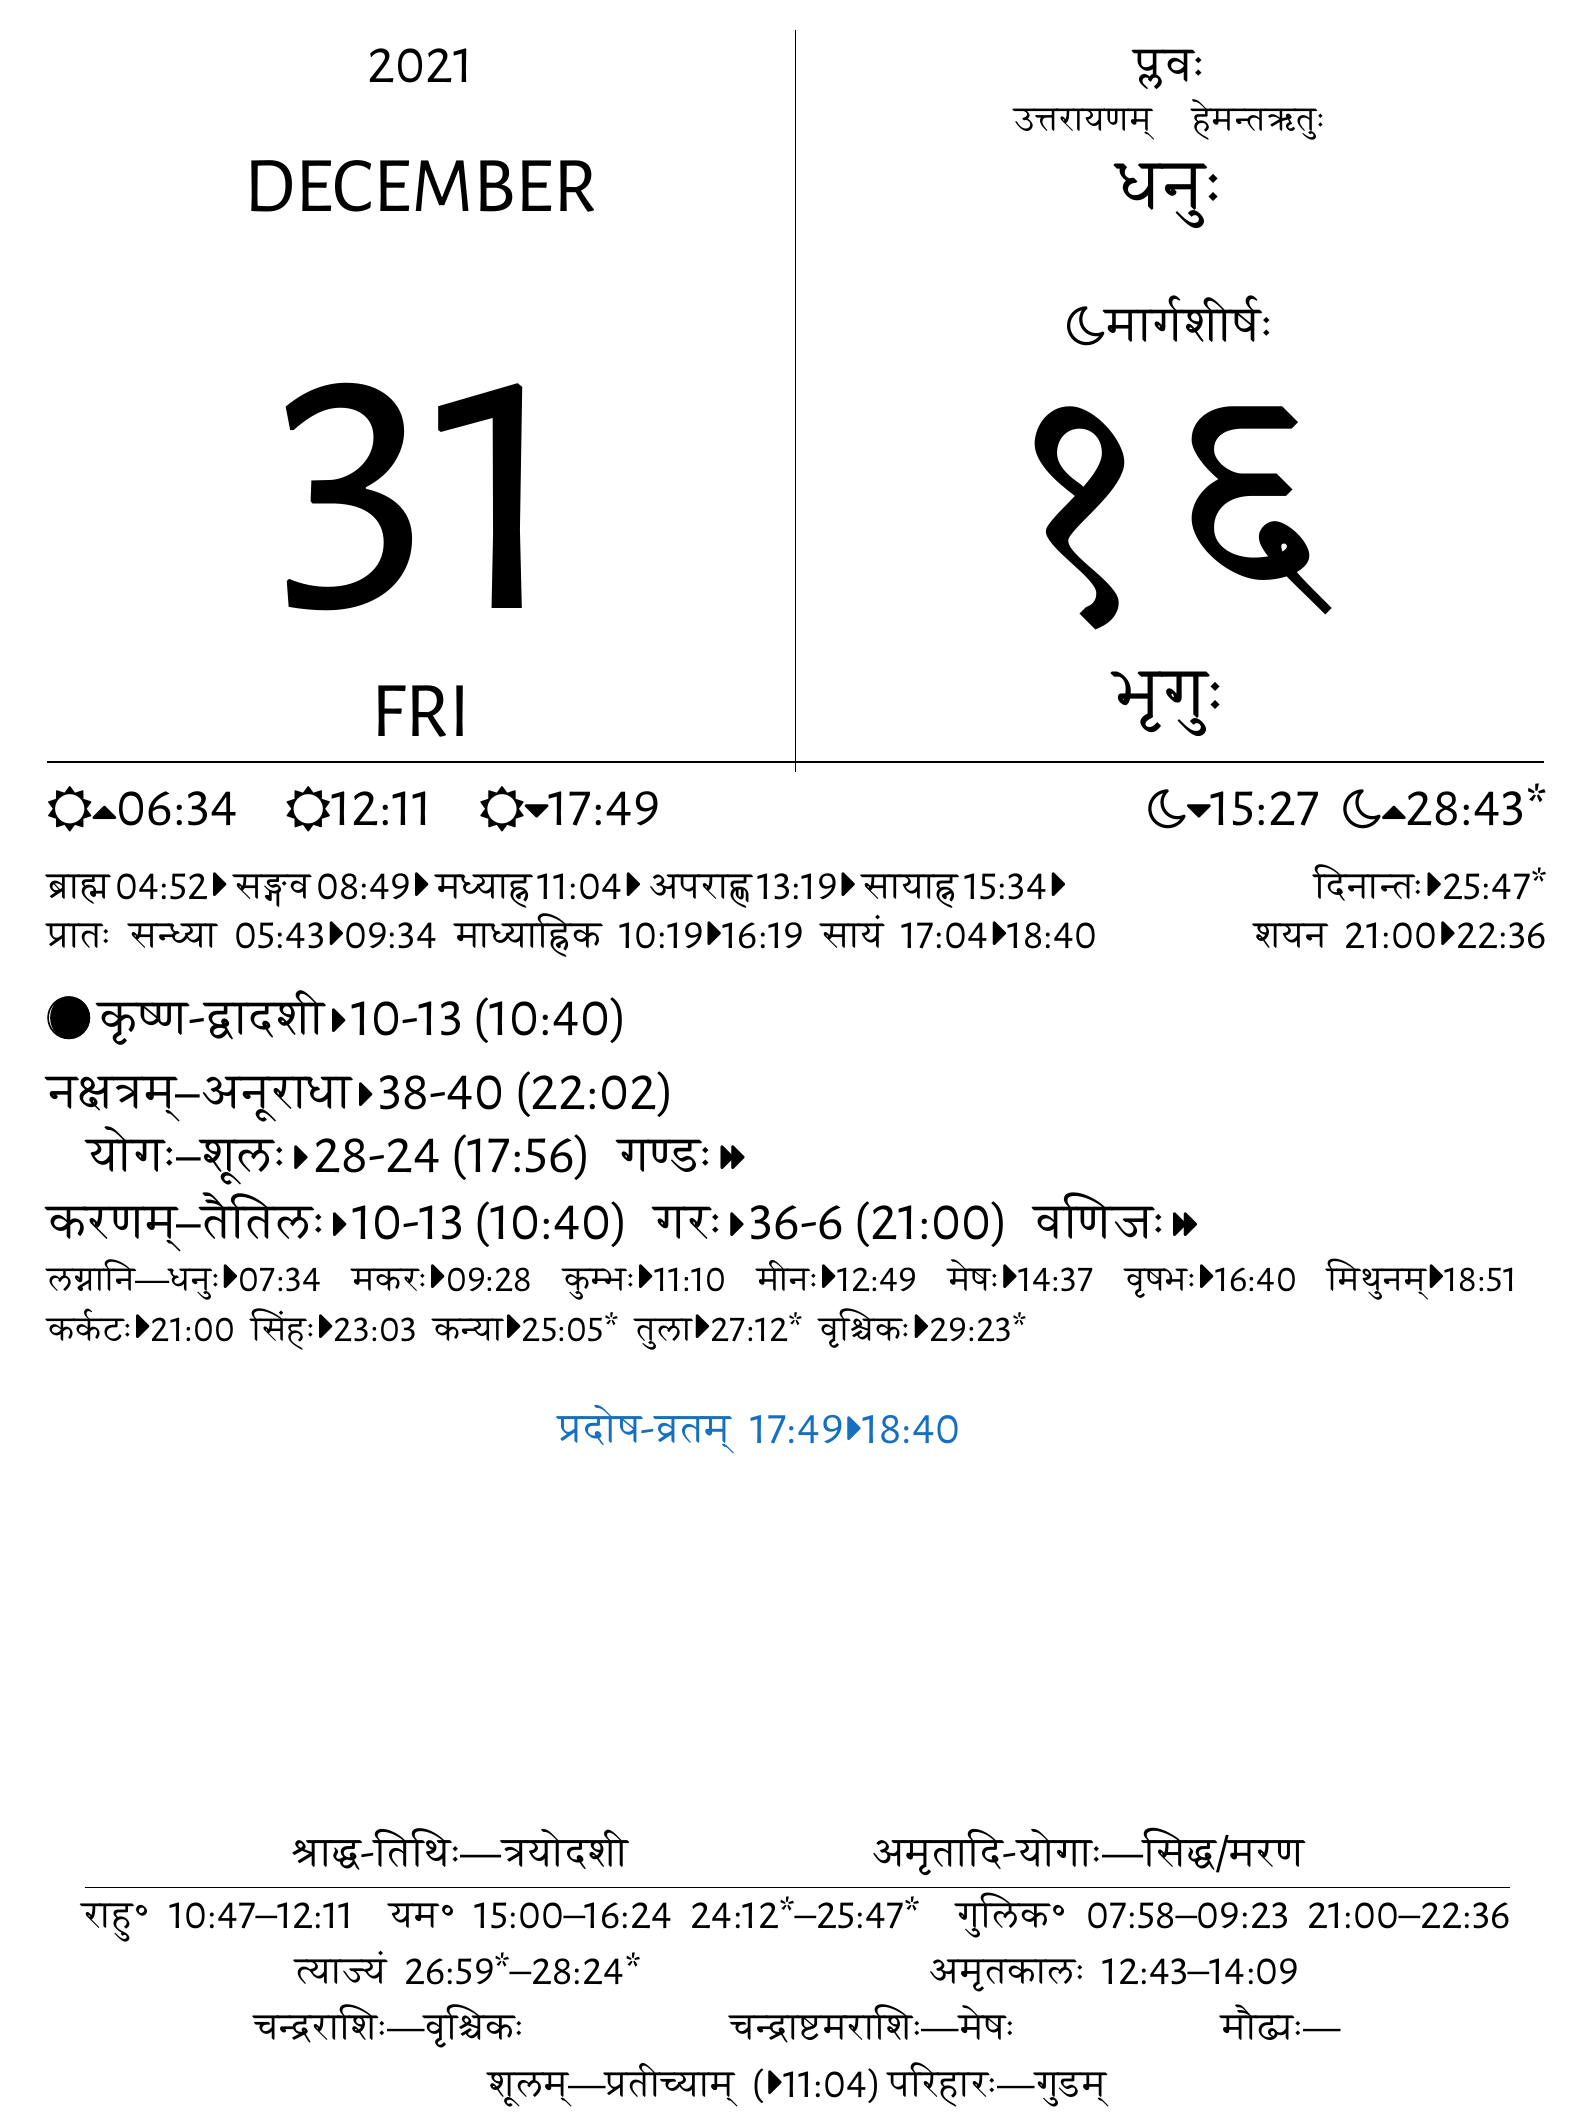 2021
DECEMBER
31
FRI
प्लवः
उत्तरायणम् हेमन्तऋतुः
धनुः
मार्गशीर्षः
१६
भृगुः
06:34 12:11 17:49 15:27 28:43*
ब्राह्म 04:52 सङ्गव 08:49 मध्याह्न 11:04 अपराह्ण 13:19 सायाह्न 15:34 दिनान्तः 25:47*
प्रातः सन्ध्या 05:43 09:34 माध्याह्निक 10:19 16:19 सायं 17:04 18:40 शयन 21:00 22:36
कृष्ण-द्वादशी 10-13 (10:40)
नक्षत्रम्–अनूराधा 38-40 (22:02)
योगः–शूलः 28-24 (17:56) गण्डः
करणम्–तैतिलः 10-13 (10:40) गरः 36-6 (21:00) वणिजः
लग्नानि—धनुः 07:34 मकरः 09:28 कुम्भः 11:10 मीनः 12:49 मेषः 14:37 वृषभः 16:40 मिथुनम् 18:51
कर्कटः 21:00 सिंहः 23:03 कन्या 25:05* तुला 27:12* वृश्चिकः 29:23*
प्रदोष-व्रतम् 17:49 18:40
श्राद्ध-तिथिः—त्रयोदशी अमृतादि-योगाः—सिद्ध/मरण
राहु॰ 10:47–12:11 यम॰ 15:00–16:24 24:12*–25:47* गुलिक॰ 07:58–09:23 21:00–22:36
त्याज्यं 26:59*–28:24* अमृतकालः 12:43–14:09
चन्द्रराशिः—वृश्चिकः चन्द्राष्टमराशिः—मेषः मौढ्यः—
शूलम्—प्रतीच्याम् (11:04) परिहारः—गुडम्